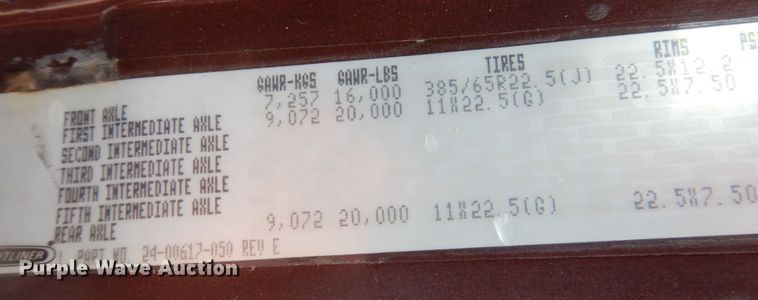 GAWR-KGS GAWR-LBS TIRES RIMS PS
FRONT AXLE 7,257 16,000 385/65R22.5(J) 22.5X12.2
FIRST INTERMEDIATE AXLE 9,072 20,000 11X22.5(G) 22.5X7.50
SECOND INTERMEDIATE AXLE
THIRD INTERMEDIATE AXLE
FOURTH INTERMEDIATE AXLE
FIFTH INTERMEDIATE AXLE
REAR AXLE 9,072 20,000 11X22.5(G) 22.5X7.50
PART NO. 24-00617-050 REV E
TLINER
Purple Wave Auction